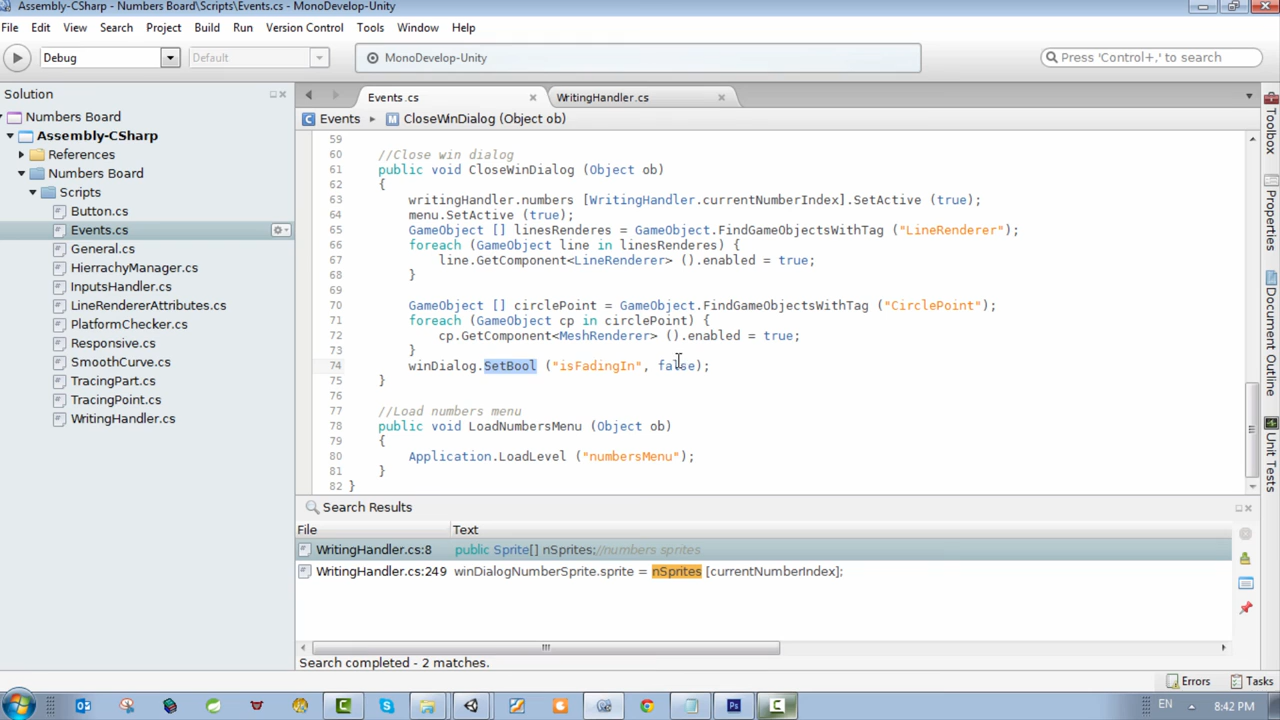 Assembly-CSharp - Numbers Board\Scripts\Events.cs - MonoDevelop-Unity
File Edit View Search Project Build Run Version Control Tools Window Help
Debug Default MonoDevelop-Unity Press 'Control+,' to search
Solution
Numbers Board
Assembly-CSharp
References
Numbers Board
Scripts
Button.cs
Events.cs
General.cs
HierrachyManager.cs
InputsHandler.cs
LineRendererAttributes.cs
PlatformChecker.cs
Responsive.cs
SmoothCurve.cs
TracingPart.cs
TracingPoint.cs
WritingHandler.cs
Events.cs WritingHandler.cs
C Events M CloseWinDialog (Object ob)
59
60 //Close win dialog
61 public void CloseWinDialog (Object ob)
62 {
63 writingHandler.numbers [WritingHandler.currentNumberIndex].SetActive (true);
64 menu.SetActive (true);
65 GameObject [] linesRenderes = GameObject.FindGameObjectsWithTag ("LineRenderer");
66 foreach (GameObject line in linesRenderes) {
67 line.GetComponent<LineRenderer> ().enabled = true;
68 }
69
70 GameObject [] circlePoint = GameObject.FindGameObjectsWithTag ("CirclePoint");
71 foreach (GameObject cp in circlePoint) {
72 cp.GetComponent<MeshRenderer> ().enabled = true;
73 }
74 winDialog.SetBool ("isFadingIn", false);
75 }
76
77 //Load numbers menu
78 public void LoadNumbersMenu (Object ob)
79 {
80 Application.LoadLevel ("numbersMenu");
81 }
82 }
Toolbox
Properties
Document Outline
Unit Tests
Search Results
File Text
WritingHandler.cs:8 public Sprite[] nSprites;//numbers sprites
WritingHandler.cs:249 winDialogNumberSprite.sprite = nSprites [currentNumberIndex];
Search completed - 2 matches.
Errors Tasks
EN 8:42 PM